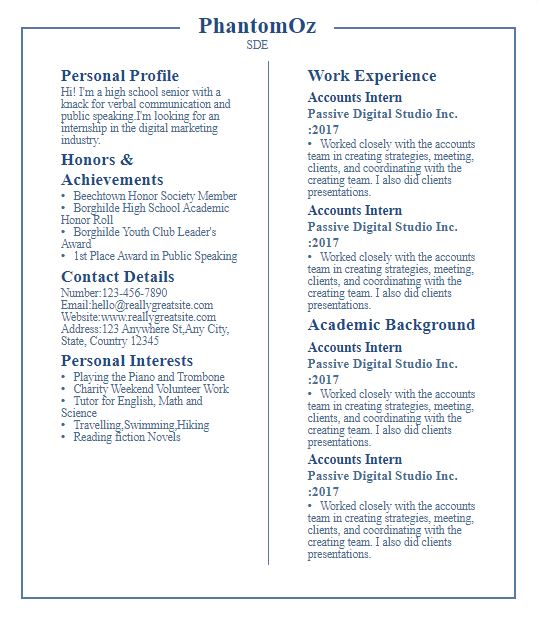 PhantomOz
SDE
Personal Profile
Hi! I'm a high school senior with a
knack for verbal communication and
public speaking.I'm looking for an
internship in the digital marketing
industry.
Honors &
Achievements
• Beechtown Honor Society Member
• Borghilde High School Academic
Honor Roll
• Borghilde Youth Club Leader's
Award
• 1st Place Award in Public Speaking
Contact Details
Number:123-456-7890
Email:hello@reallygreatsite.com
Website:www.reallygreatsite.com
Address:123 Anywhere St,Any City,
State, Country 12345
Personal Interests
• Playing the Piano and Trombone
• Charity Weekend Volunteer Work
• Tutor for English, Math and
Science
• Travelling,Swimming,Hiking
• Reading fiction Novels
Work Experience
Accounts Intern
Passive Digital Studio Inc.
:2017
• Worked closely with the accounts
team in creating strategies, meeting,
clients, and coordinating with the
creating team. I also did clients
presentations.
Accounts Intern
Passive Digital Studio Inc.
:2017
• Worked closely with the accounts
team in creating strategies, meeting,
clients, and coordinating with the
creating team. I also did clients
presentations.
Academic Background
Accounts Intern
Passive Digital Studio Inc.
:2017
• Worked closely with the accounts
team in creating strategies, meeting,
clients, and coordinating with the
creating team. I also did clients
presentations.
Accounts Intern
Passive Digital Studio Inc.
:2017
• Worked closely with the accounts
team in creating strategies, meeting,
clients, and coordinating with the
creating team. I also did clients
presentations.